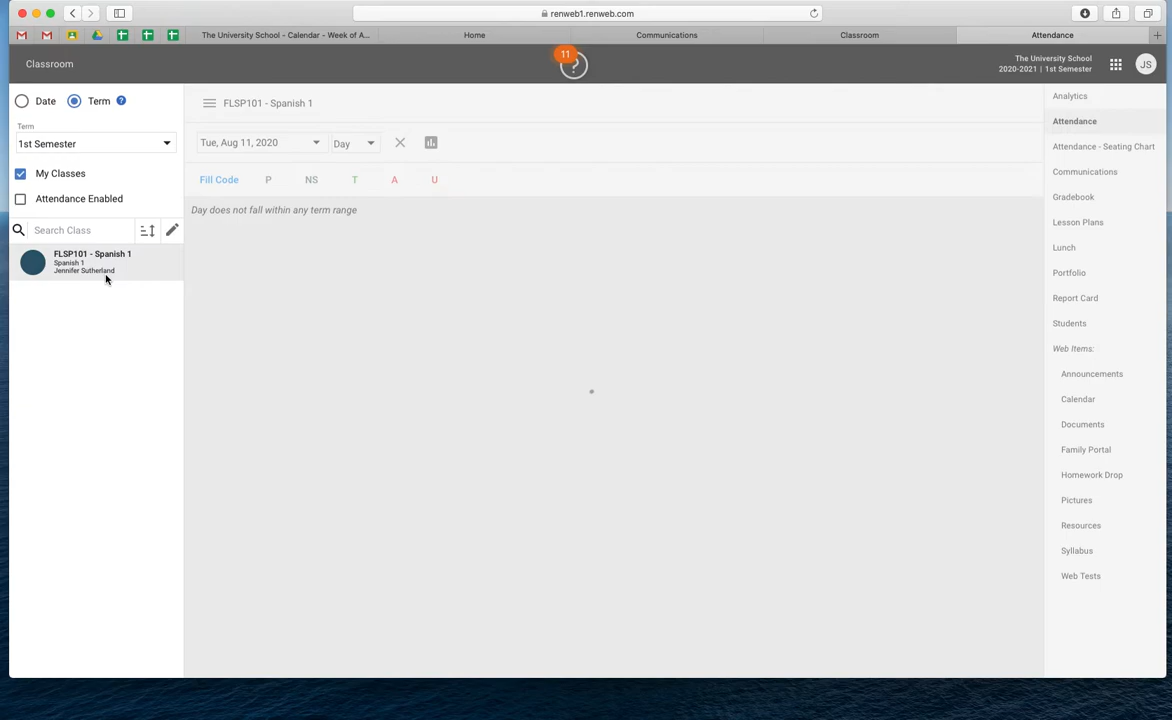 renweb1.renweb.com
The University School - Calendar - Week of A...
Home
Communications
Classroom
Attendance
Classroom
11
?
The University School
2020-2021 | 1st Semester
JS
Date
Term
?
Term
1st Semester
My Classes
Attendance Enabled
Search Class
FLSP101 - Spanish 1
Spanish 1
Jennifer Sutherland
FLSP101 - Spanish 1
Tue, Aug 11, 2020
Day
Fill Code P NS T A U
Day does not fall within any term range
Analytics
Attendance
Attendance - Seating Chart
Communications
Gradebook
Lesson Plans
Lunch
Portfolio
Report Card
Students
Web Items:
Announcements
Calendar
Documents
Family Portal
Homework Drop
Pictures
Resources
Syllabus
Web Tests